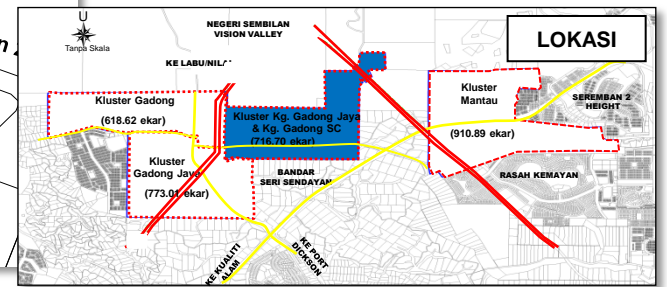 U
Tanpa Skala
n
NEGERI SEMBILAN
VISION VALLEY
LOKASI
KE LABU/NILAI
Kluster Gadong
(618.62 ekar)
Kluster Kg. Gadong Jaya
& Kg. Gadong SC
(716.70 ekar)
Kluster
Mantau
(910.89 ekar)
SEREMBAN 2
HEIGHT
Kluster
Gadong Jaya
(773.01 ekar)
BANDAR
SERI SENDAYAN
RASAH KEMAYAN
KE KUALITI
ALAM
KE PORT
DICKSON